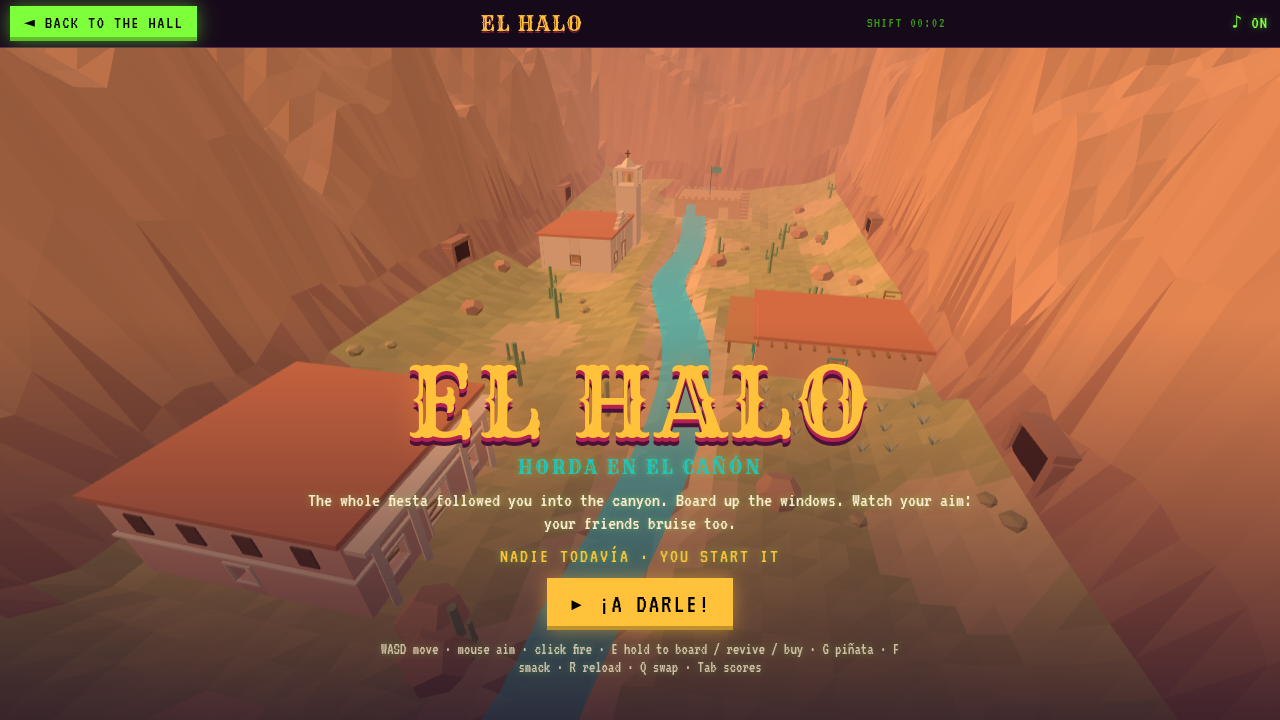 ◄ BACK TO THE HALL
EL HALO
SHIFT 00:02
♪ ON
EL HALO
HORDA EN EL CAÑÓN
The whole fiesta followed you into the canyon. Board up the windows. Watch your aim:
your friends bruise too.
NADIE TODAVÍA · YOU START IT
► ¡A DARLE!
WASD move · mouse aim · click fire · E hold to board / revive / buy · G piñata · F
smack · R reload · Q swap · Tab scores